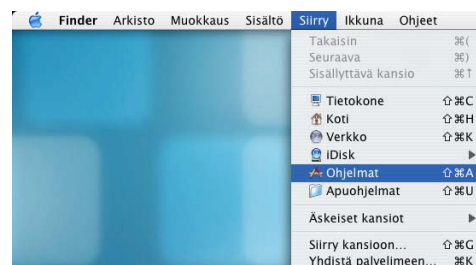 Finder Arkisto Muokkaus Sisältö Siirry Ikkuna Ohjeet
Takaisin ⌘(
Seuraava ⌘)
Sisällyttävä kansio ⌘↑
Tietokone ⇧⌘C
Koti ⇧⌘H
Verkko ⇧⌘K
iDisk
Ohjelmat ⇧⌘A
Apuohjelmat ⇧⌘U
Äskeiset kansiot
Siirry kansioon... ⇧⌘G
Yhdistä palvelimeen... ⌘K